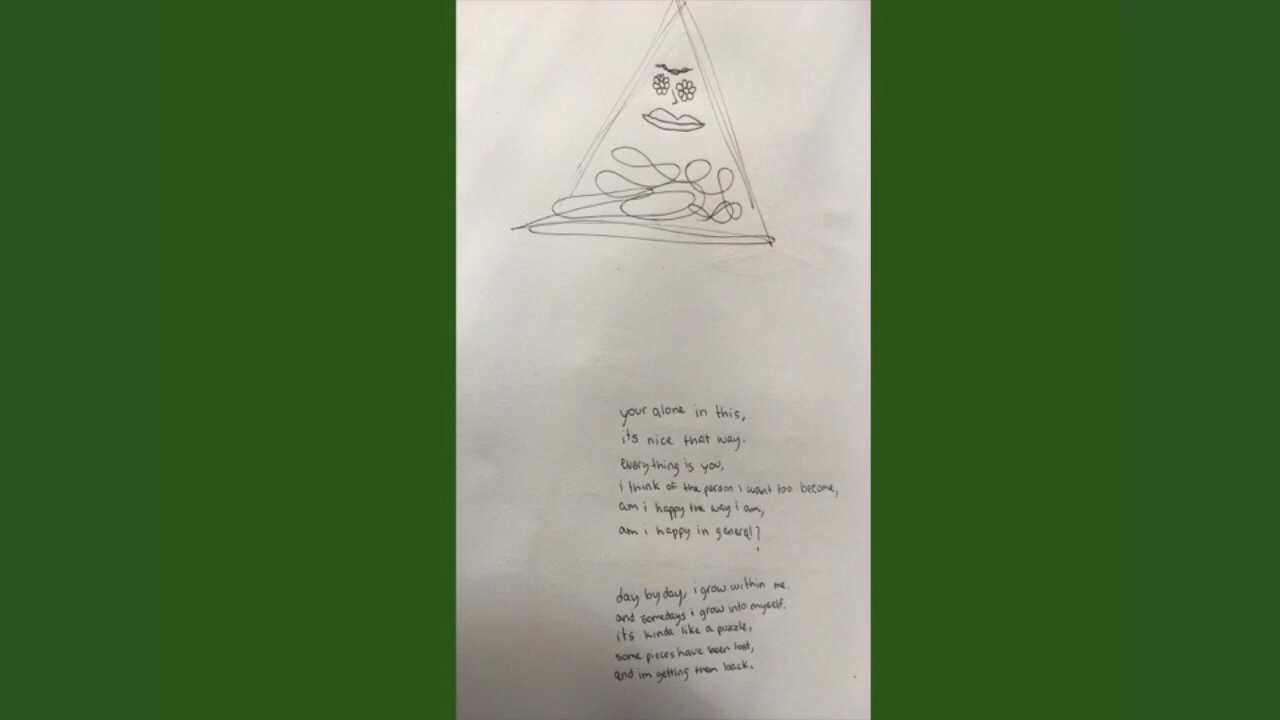 your alone in this,
it's nice that way.
everything is you,
i think of the person i want too become,
am i happy the way i am,
am i happy in general?
day by day, i grow within me.
and somedays i grow into myself.
it's kinda like a puzzle,
some pieces have been lost,
and im getting them back.